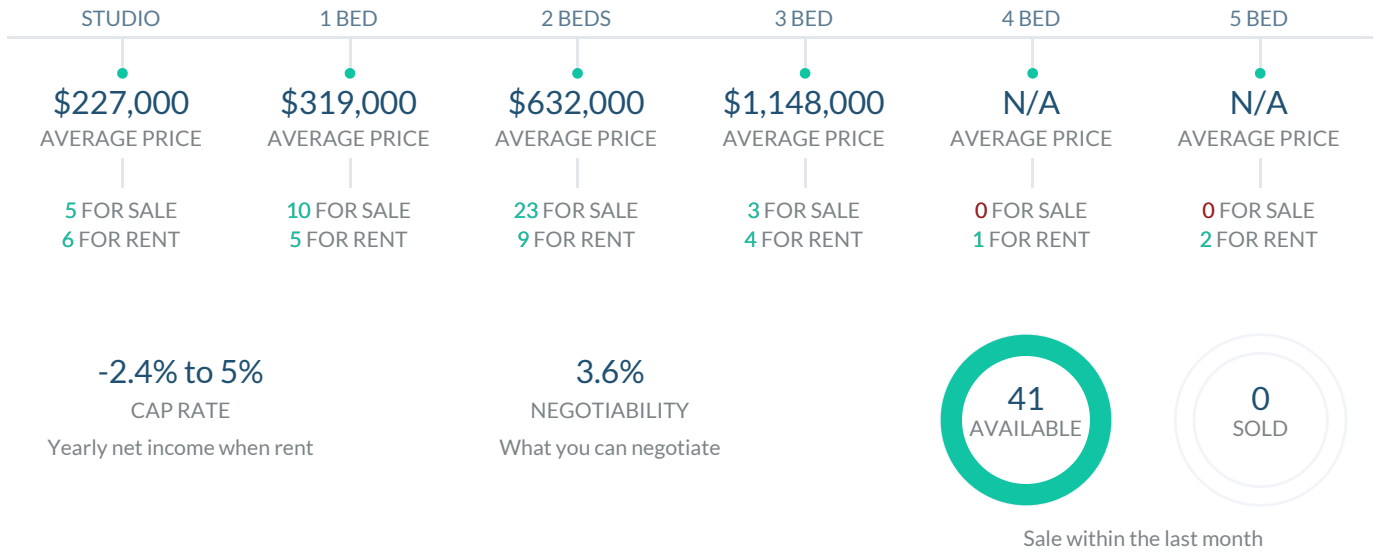 STUDIO 1 BED 2 BEDS 3 BED 4 BED 5 BED
$227,000 $319,000 $632,000 $1,148,000 N/A N/A
AVERAGE PRICE AVERAGE PRICE AVERAGE PRICE AVERAGE PRICE AVERAGE PRICE AVERAGE PRICE
5 FOR SALE 10 FOR SALE 23 FOR SALE 3 FOR SALE 0 FOR SALE 0 FOR SALE
6 FOR RENT 5 FOR RENT 9 FOR RENT 4 FOR RENT 1 FOR RENT 2 FOR RENT
-2.4% to 5% 3.6% 41 0
CAP RATE NEGOTIABILITY AVAILABLE SOLD
Yearly net income when rent What you can negotiate
Sale within the last month